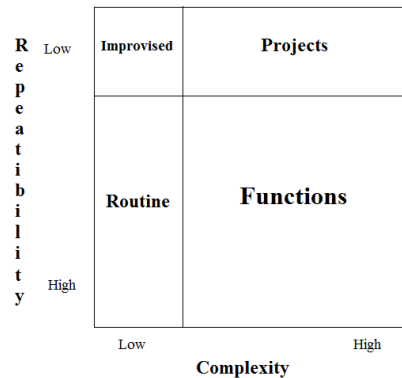 Repeatibility
Low
Improvised
Projects
Routine
Functions
High
Low
High
Complexity